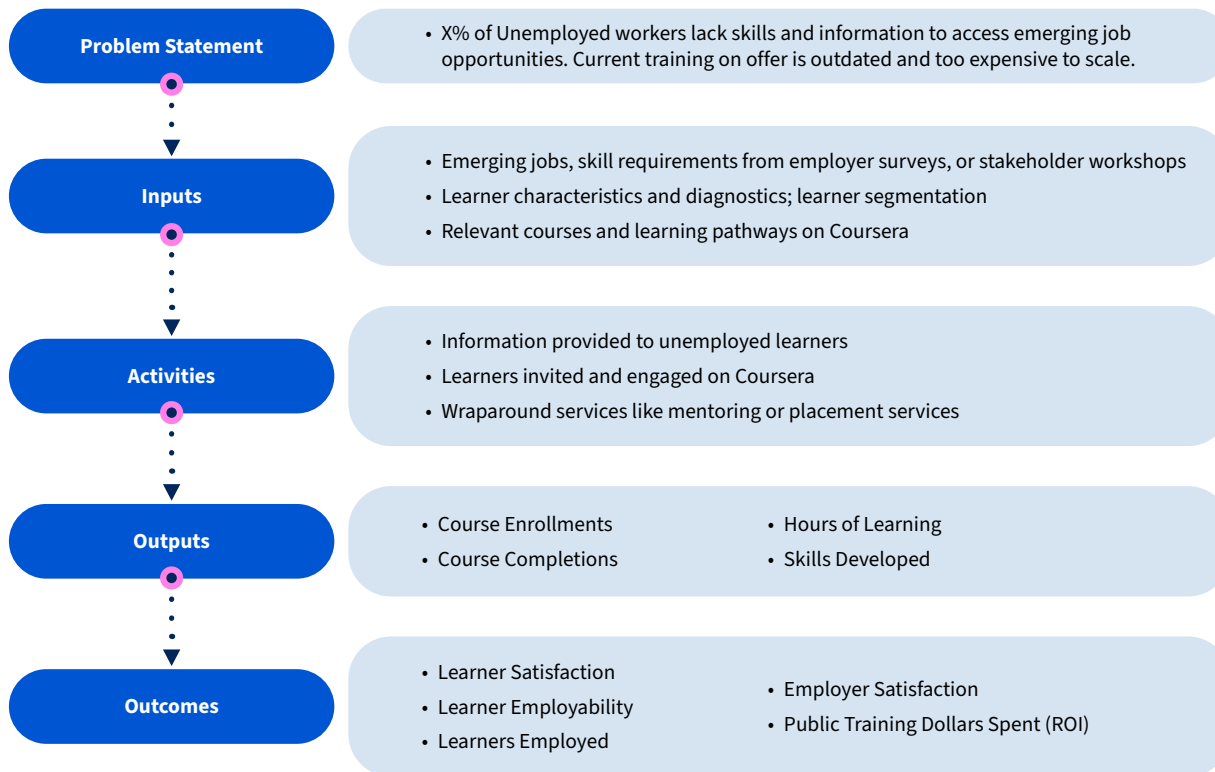 Problem Statement
• X% of Unemployed workers lack skills and information to access emerging job
opportunities. Current training on offer is outdated and too expensive to scale.
Inputs
• Emerging jobs, skill requirements from employer surveys, or stakeholder workshops
• Learner characteristics and diagnostics; learner segmentation
• Relevant courses and learning pathways on Coursera
Activities
• Information provided to unemployed learners
• Learners invited and engaged on Coursera
• Wraparound services like mentoring or placement services
Outputs
• Course Enrollments
• Course Completions
• Hours of Learning
• Skills Developed
Outcomes
• Learner Satisfaction
• Learner Employability
• Learners Employed
• Employer Satisfaction
• Public Training Dollars Spent (ROI)